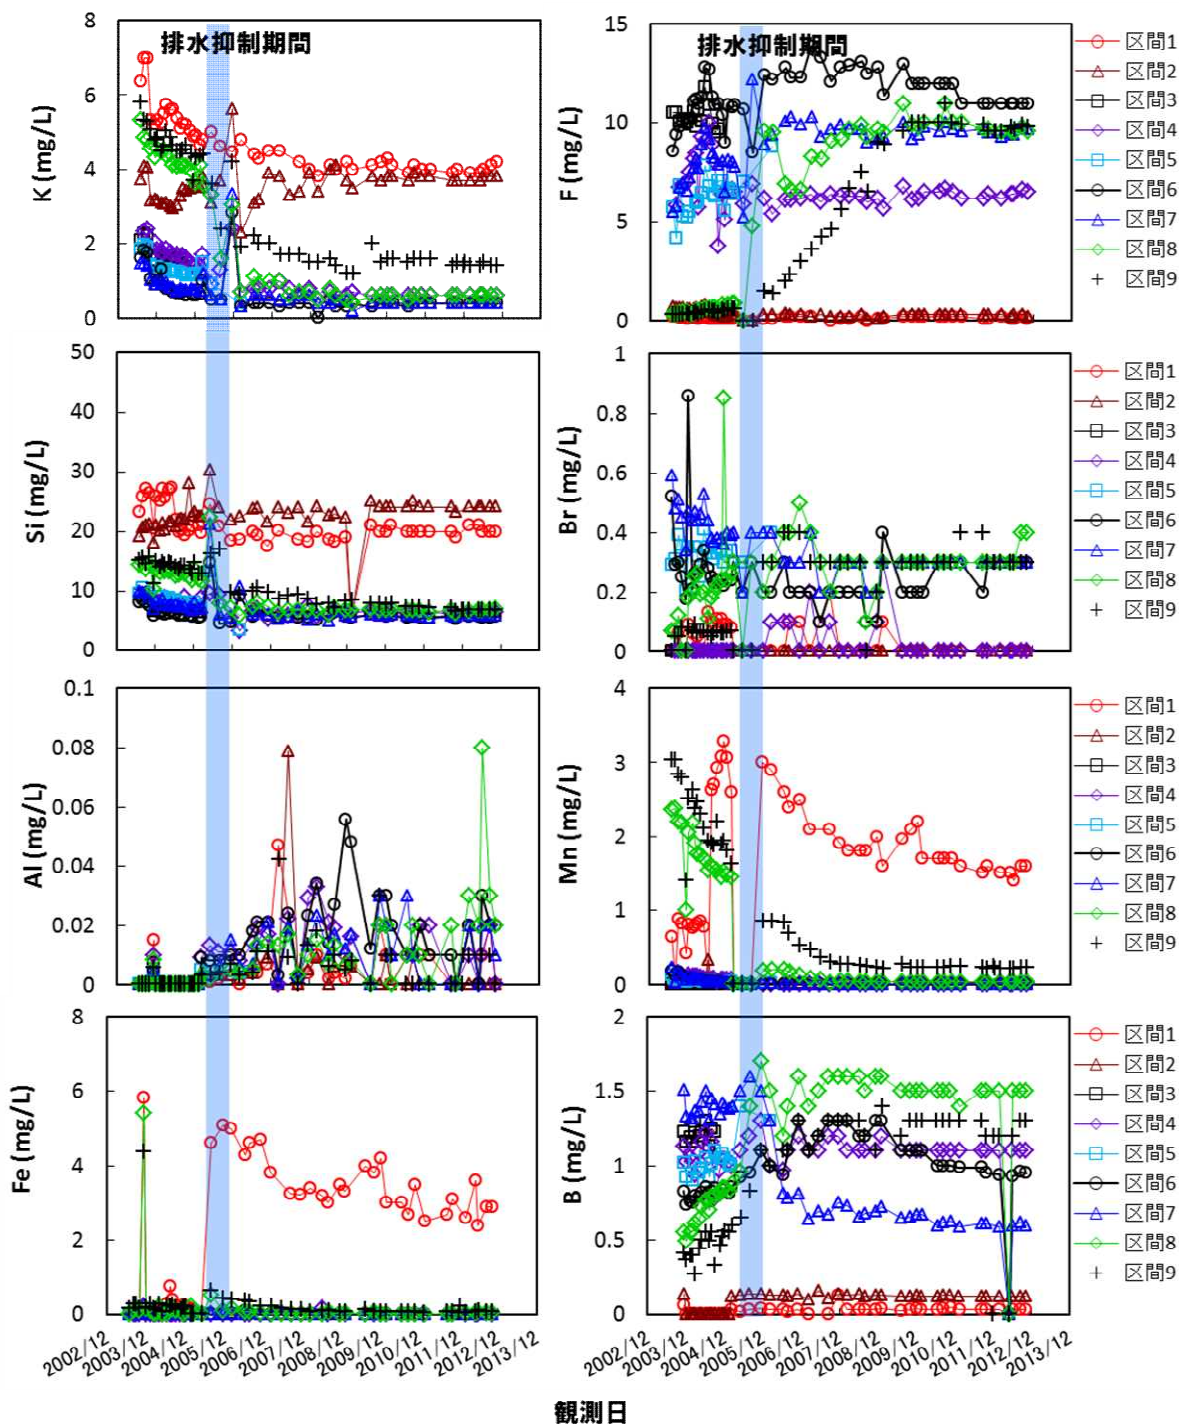 排水抑制期間
K (mg/L)
8
6
4
2
0
排水抑制期間
F (mg/L)
15
10
5
0
区間1
区間2
区間3
区間4
区間5
区間6
区間7
区間8
区間9
Si (mg/L)
50
40
30
20
10
0
Br (mg/L)
1
0.8
0.6
0.4
0.2
0
区間1
区間2
区間3
区間4
区間5
区間6
区間7
区間8
区間9
Al (mg/L)
0.1
0.08
0.06
0.04
0.02
0
Mn (mg/L)
4
3
2
1
0
区間1
区間2
区間3
区間4
区間5
区間6
区間7
区間8
区間9
Fe (mg/L)
8
6
4
2
0
2002/12
2003/12
2004/12
2005/12
2006/12
2007/12
2008/12
2009/12
2010/12
2011/12
2012/12
2013/12
B (mg/L)
2
1.5
1
0.5
0
2002/12
2003/12
2004/12
2005/12
2006/12
2007/12
2008/12
2009/12
2010/12
2011/12
2012/12
2013/12
区間1
区間2
区間3
区間4
区間5
区間6
区間7
区間8
区間9
観測日